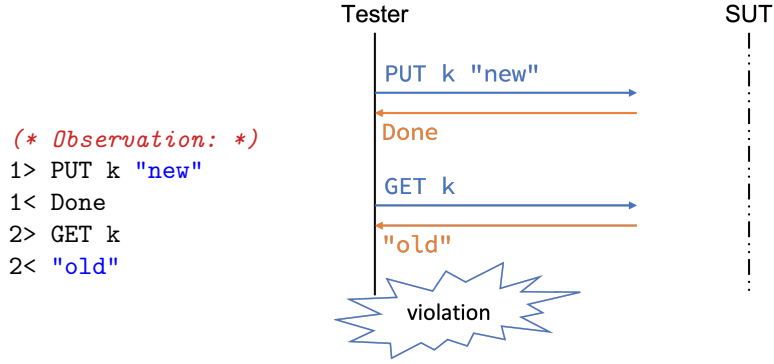 Tester
SUT
(* Observation: *)
1> PUT k "new"
1< Done
2> GET k
2< "old"
PUT k "new"
Done
GET k
"old"
violation